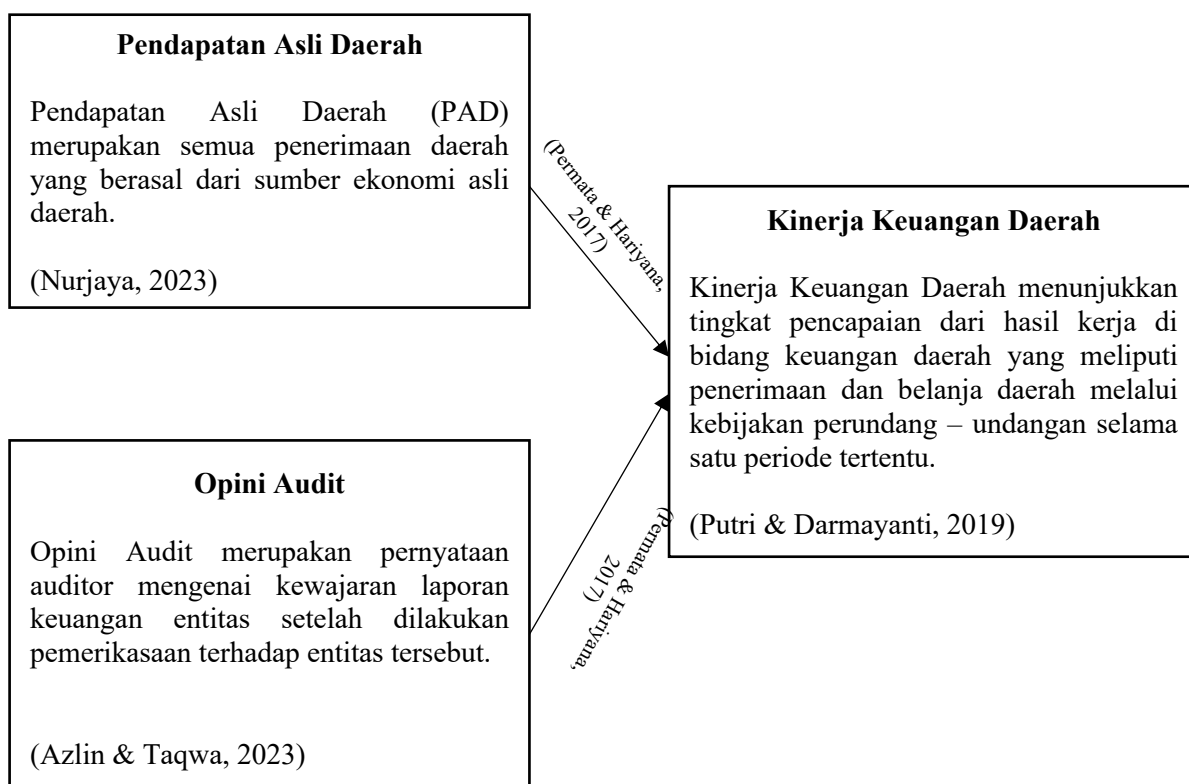 Pendapatan Asli Daerah
Pendapatan Asli Daerah (PAD)
merupakan semua penerimaan daerah
yang berasal dari sumber ekonomi asli
daerah.
(Nurjaya, 2023)
(Permata & Hariyana,
2017)
Kinerja Keuangan Daerah
Kinerja Keuangan Daerah menunjukkan
tingkat pencapaian dari hasil kerja di
bidang keuangan daerah yang meliputi
penerimaan dan belanja daerah melalui
kebijakan perundang – undangan selama
satu periode tertentu.
(Putri & Darmayanti, 2019)
Opini Audit
Opini Audit merupakan pernyataan
auditor mengenai kewajaran laporan
keuangan entitas setelah dilakukan
pemerikasaan terhadap entitas tersebut.
(Azlin & Taqwa, 2023)
(Permata & Hariyana,
2017)